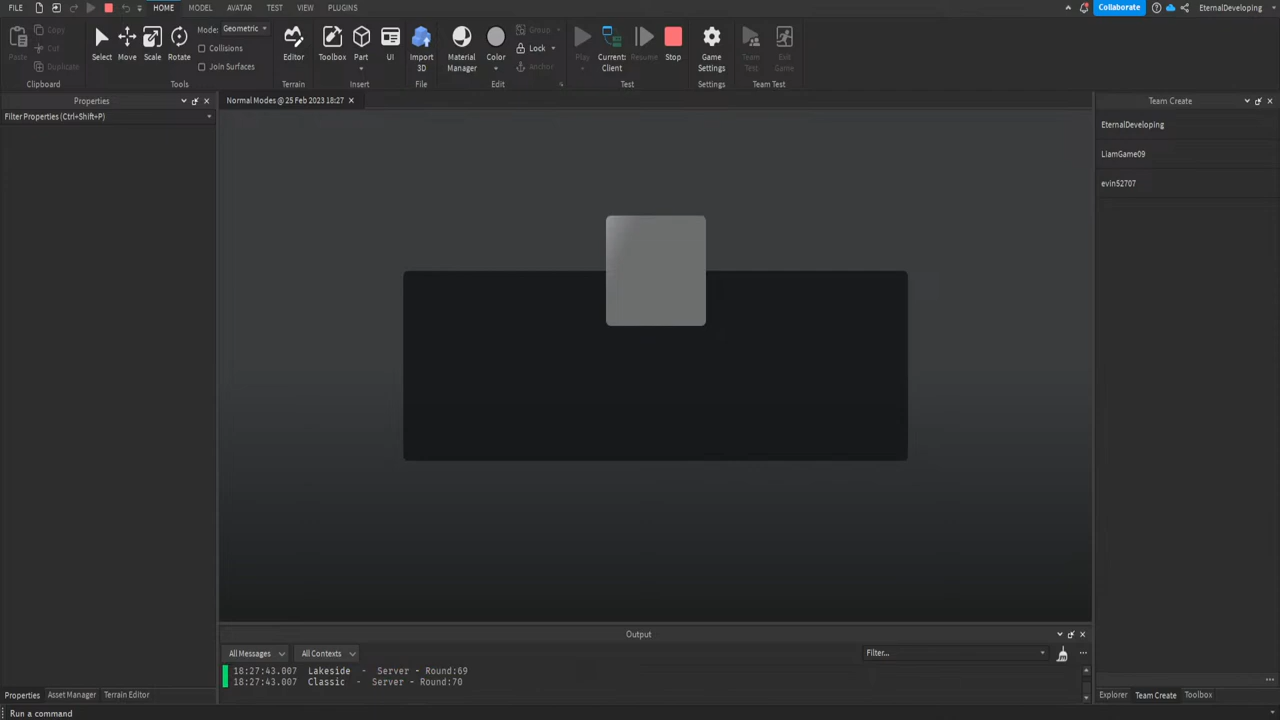 FILE HOME MODEL AVATAR TEST VIEW PLUGINS Collaborate EternalDeveloping
Paste Copy Cut Duplicate
Select Move Scale Rotate
Mode: Geometric
Collisions
Join Surfaces
Editor
Toolbox Part UI
Import 3D
Material Manager
Color
Group
Lock
Anchor
Play
Current: Client
Resume
Stop
Game Settings
Team Test
Exit Game
Clipboard Tools Terrain Insert File Edit Test Settings Team Test
Properties
Normal Modes @ 25 Feb 2023 18:27
Team Create
Filter Properties (Ctrl+Shift+P)
EternalDeveloping
LiamGame09
evin52707
Output
All Messages All Contexts Filter...
18:27:43.007 Lakeside - Server - Round:69
18:27:43.007 Classic - Server - Round:70
Properties Asset Manager Terrain Editor
Explorer Team Create Toolbox
Run a command